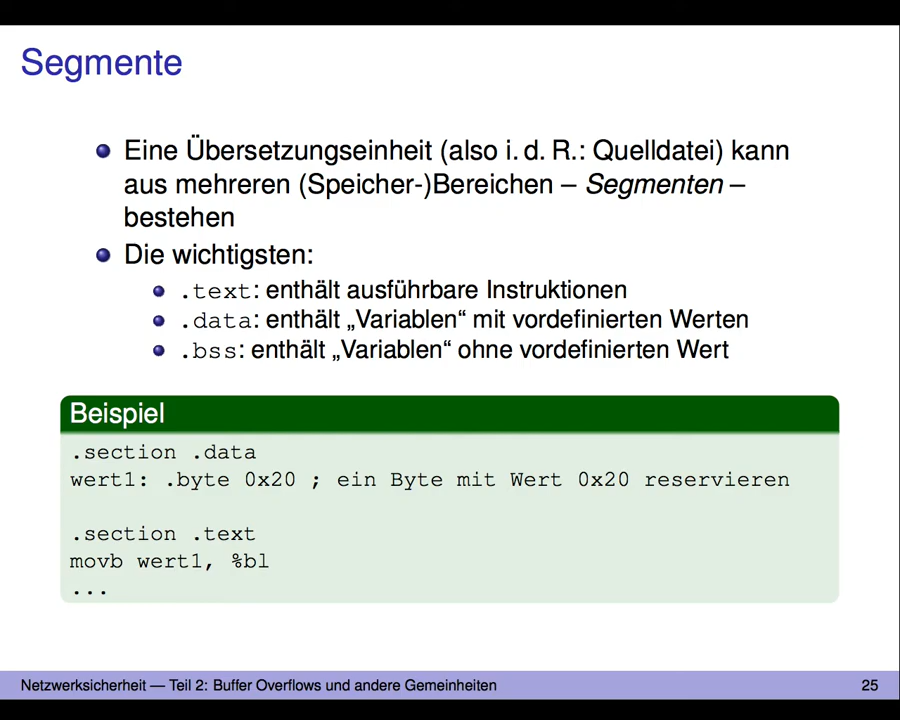 Segmente
Eine Übersetzungseinheit (also i. d. R.: Quelldatei) kann
aus mehreren (Speicher-)Bereichen – Segmenten –
bestehen
Die wichtigsten:
.text: enthält ausführbare Instruktionen
.data: enthält „Variablen“ mit vordefinierten Werten
.bss: enthält „Variablen“ ohne vordefinierten Wert
Beispiel
.section .data
wert1: .byte 0x20 ; ein Byte mit Wert 0x20 reservieren
.section .text
movb wert1, %bl
...
Netzwerksicherheit — Teil 2: Buffer Overflows und andere Gemeinheiten
25